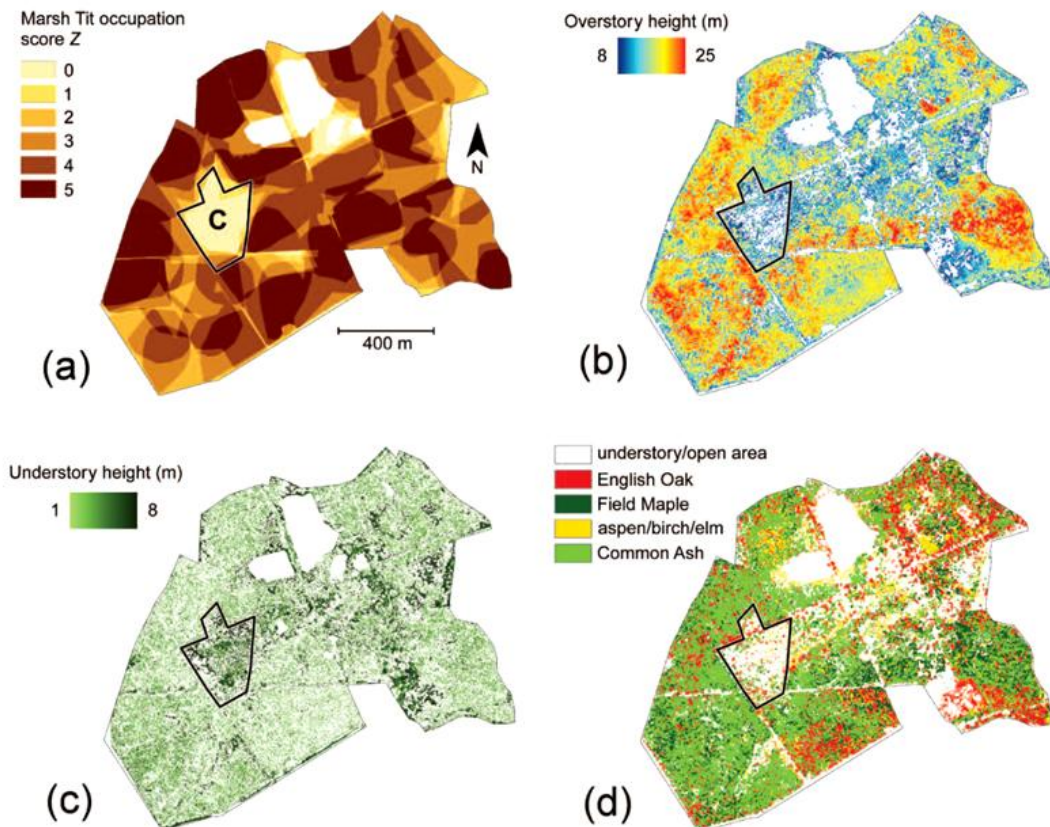 Marsh Tit occupation
score Z
0
1
2
3
4
5
C
N
400 m
(a)
Overstory height (m)
8 25
(b)
Understory height (m)
1 8
(c)
understory/open area
English Oak
Field Maple
aspen/birch/elm
Common Ash
(d)